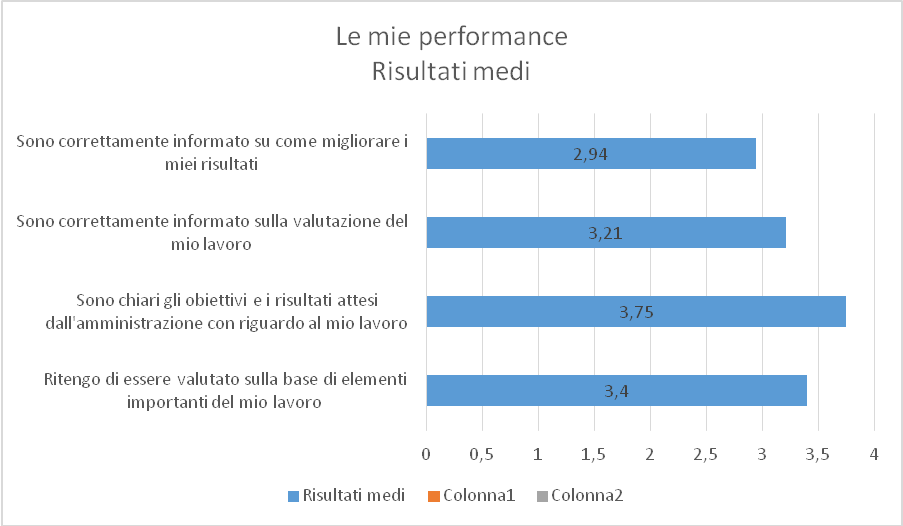 Le mie performance
Risultati medi
Sono correttamente informato su come migliorare i
miei risultati
2,94
Sono correttamente informato sulla valutazione del
mio lavoro
3,21
Sono chiari gli obiettivi e i risultati attesi
dall'amministrazione con riguardo al mio lavoro
3,75
Ritengo di essere valutato sulla base di elementi
importanti del mio lavoro
3,4
0 0,5 1 1,5 2 2,5 3 3,5 4
Risultati medi Colonna1 Colonna2